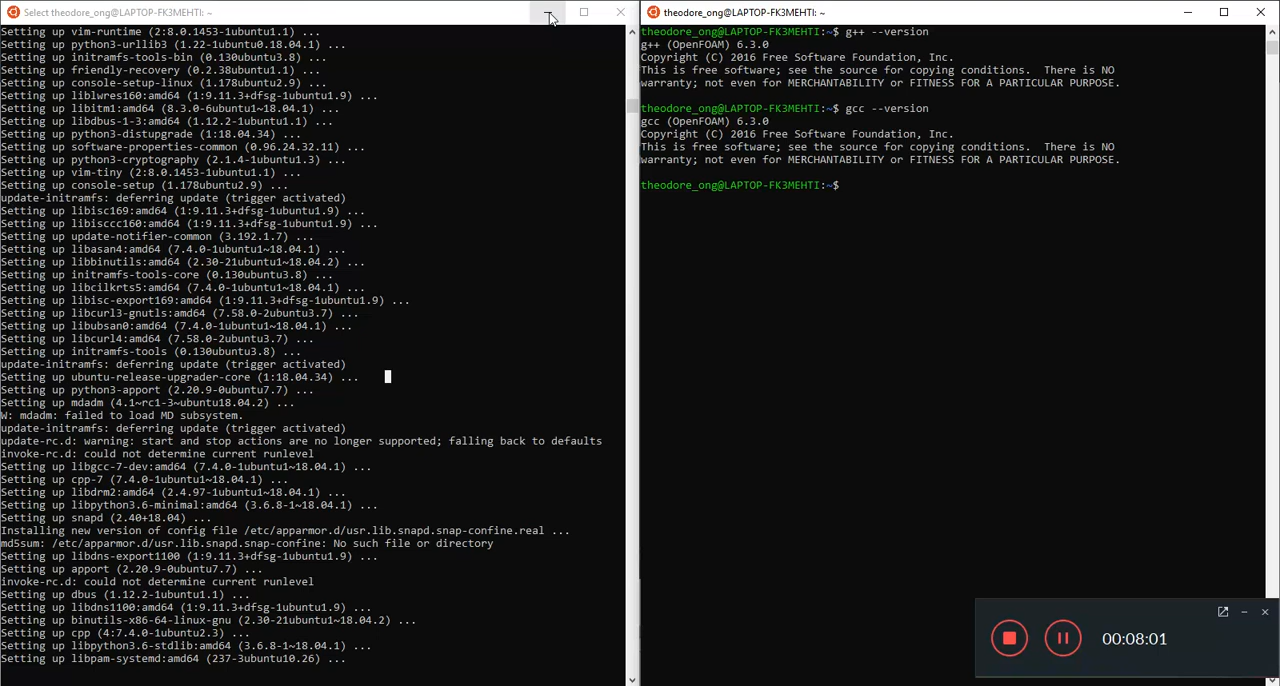 Select theodore_ong@LAPTOP-FK3MEHTI: ~
Setting up vim-runtime (2:8.0.1453-1ubuntu1.1) ...
Setting up python3-urllib3 (1.22-1ubuntu0.18.04.1) ...
Setting up initramfs-tools-bin (0.130ubuntu3.8) ...
Setting up friendly-recovery (0.2.38ubuntu1.1) ...
Setting up console-setup-linux (1.178ubuntu2.9) ...
Setting up liblwres160:amd64 (1:9.11.3+dfsg-1ubuntu1.9) ...
Setting up libitm1:amd64 (8.3.0-6ubuntu1~18.04.1) ...
Setting up libdbus-1-3:amd64 (1.12.2-1ubuntu1.1) ...
Setting up python3-distupgrade (1:18.04.34) ...
Setting up software-properties-common (0.96.24.32.11) ...
Setting up python3-cryptography (2.1.4-1ubuntu1.3) ...
Setting up vim-tiny (2:8.0.1453-1ubuntu1.1) ...
Setting up console-setup (1.178ubuntu2.9) ...
update-initramfs: deferring update (trigger activated)
Setting up libisc169:amd64 (1:9.11.3+dfsg-1ubuntu1.9) ...
Setting up libisccc160:amd64 (1:9.11.3+dfsg-1ubuntu1.9) ...
Setting up update-notifier-common (3.192.1.7) ...
Setting up libasan4:amd64 (7.4.0-1ubuntu1~18.04.1) ...
Setting up libbinutils:amd64 (2.30-21ubuntu1~18.04.2) ...
Setting up initramfs-tools-core (0.130ubuntu3.8) ...
Setting up libcilkrts5:amd64 (7.4.0-1ubuntu1~18.04.1) ...
Setting up libisc-export169:amd64 (1:9.11.3+dfsg-1ubuntu1.9) ...
Setting up libcurl3-gnutls:amd64 (7.58.0-2ubuntu3.7) ...
Setting up libubsan0:amd64 (7.4.0-1ubuntu1~18.04.1) ...
Setting up libcurl4:amd64 (7.58.0-2ubuntu3.7) ...
Setting up initramfs-tools (0.130ubuntu3.8) ...
update-initramfs: deferring update (trigger activated)
Setting up ubuntu-release-upgrader-core (1:18.04.34) ...
Setting up python3-apport (2.20.9-0ubuntu7.7) ...
Setting up mdadm (4.1~rc1-3~ubuntu18.04.2) ...
W: mdadm: failed to load MD subsystem.
update-initramfs: deferring update (trigger activated)
update-rc.d: warning: start and stop actions are no longer supported; falling back to defaults
invoke-rc.d: could not determine current runlevel
Setting up libgcc-7-dev:amd64 (7.4.0-1ubuntu1~18.04.1) ...
Setting up cpp-7 (7.4.0-1ubuntu1~18.04.1) ...
Setting up libdrm2:amd64 (2.4.97-1ubuntu1~18.04.1) ...
Setting up libpython3.6-minimal:amd64 (3.6.8-1~18.04.1) ...
Setting up snapd (2.40+18.04) ...
Installing new version of config file /etc/apparmor.d/usr.lib.snapd.snap-confine.real ...
md5sum: /etc/apparmor.d/usr.lib.snapd.snap-confine: No such file or directory
Setting up libdns-export1100 (1:9.11.3+dfsg-1ubuntu1.9) ...
Setting up apport (2.20.9-0ubuntu7.7) ...
invoke-rc.d: could not determine current runlevel
Setting up dbus (1.12.2-1ubuntu1.1) ...
Setting up libdns1100:amd64 (1:9.11.3+dfsg-1ubuntu1.9) ...
Setting up binutils-x86-64-linux-gnu (2.30-21ubuntu1~18.04.2) ...
Setting up cpp (4:7.4.0-1ubuntu2.3) ...
Setting up libpython3.6-stdlib:amd64 (3.6.8-1~18.04.1) ...
Setting up libpam-systemd:amd64 (237-3ubuntu10.26) ...
theodore_ong@LAPTOP-FK3MEHTI: ~
theodore_ong@LAPTOP-FK3MEHTI:~$ g++ --version
g++ (OpenFOAM) 6.3.0
Copyright (C) 2016 Free Software Foundation, Inc.
This is free software; see the source for copying conditions.  There is NO
warranty; not even for MERCHANTABILITY or FITNESS FOR A PARTICULAR PURPOSE.
theodore_ong@LAPTOP-FK3MEHTI:~$ gcc --version
gcc (OpenFOAM) 6.3.0
Copyright (C) 2016 Free Software Foundation, Inc.
This is free software; see the source for copying conditions.  There is NO
warranty; not even for MERCHANTABILITY or FITNESS FOR A PARTICULAR PURPOSE.
theodore_ong@LAPTOP-FK3MEHTI:~$
00:08:01